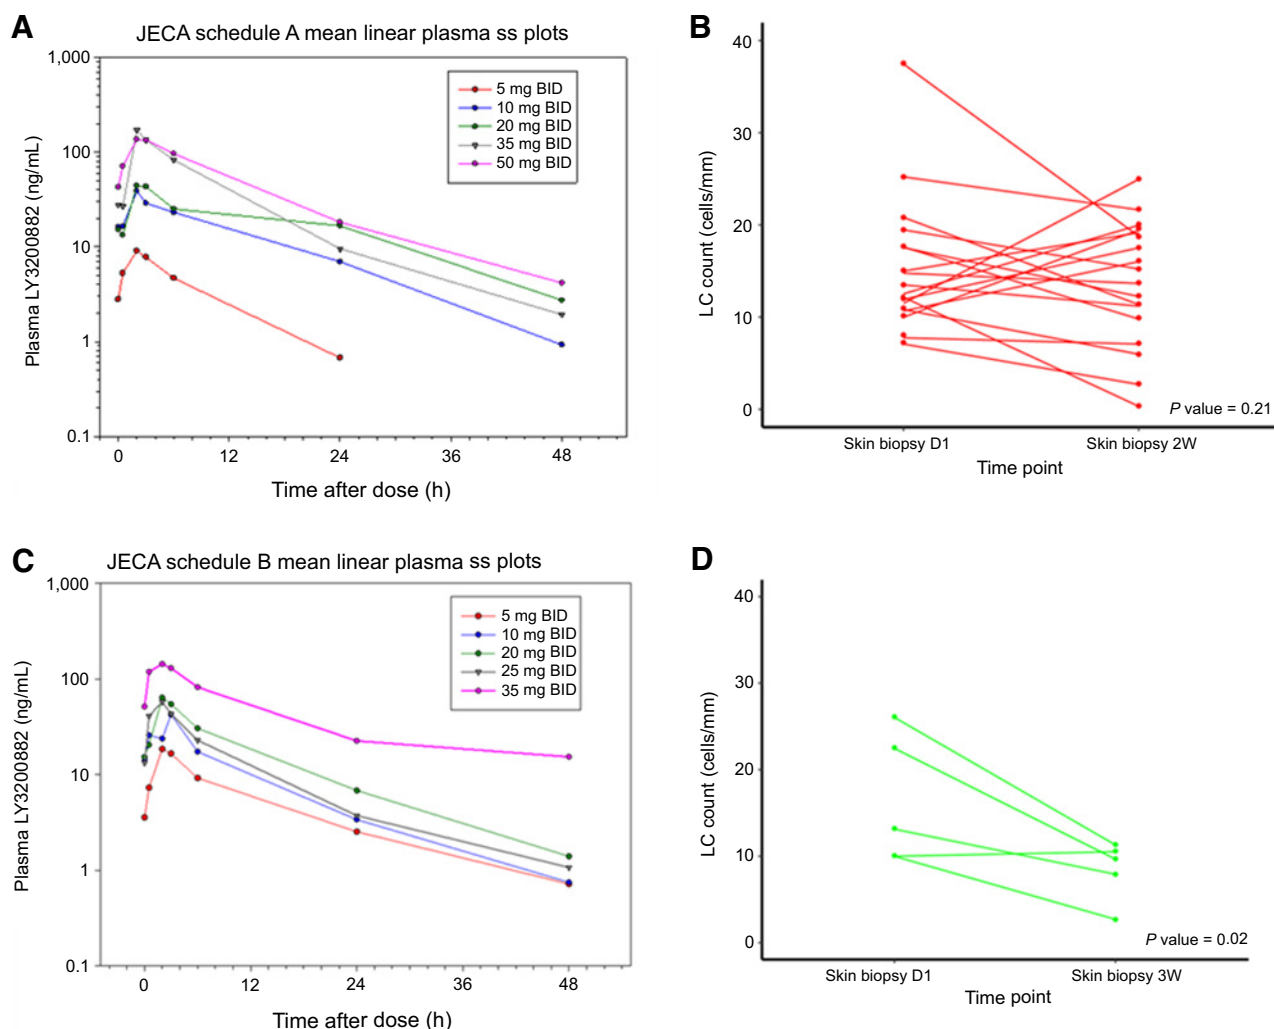 A
JECA schedule A mean linear plasma ss plots
1,000
100
10
1
0.1
Plasma LY3200882 (ng/mL)
5 mg BID
10 mg BID
20 mg BID
35 mg BID
50 mg BID
0 12 24 36 48
Time after dose (h)
B
40
30
20
10
0
LC count (cells/mm)
P value = 0.21
Skin biopsy D1 Skin biopsy 2W
Time point
C
JECA schedule B mean linear plasma ss plots
1,000
100
10
1
0.1
Plasma LY3200882 (ng/mL)
5 mg BID
10 mg BID
20 mg BID
25 mg BID
35 mg BID
0 12 24 36 48
Time after dose (h)
D
40
30
20
10
0
LC count (cells/mm)
P value = 0.02
Skin biopsy D1 Skin biopsy 3W
Time point